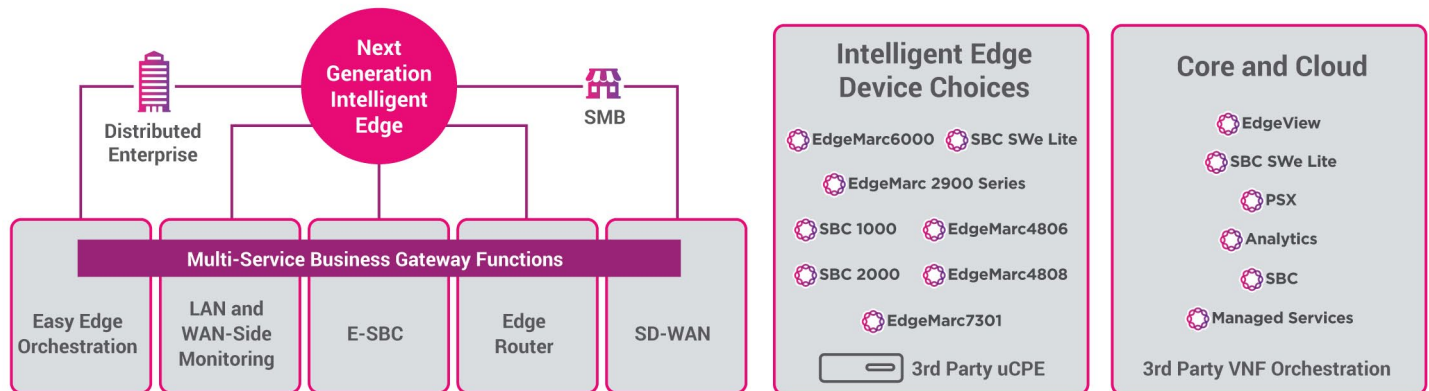 Next
Generation
Intelligent
Edge
Distributed
Enterprise
SMB
Multi-Service Business Gateway Functions
Easy Edge
Orchestration
LAN and
WAN-Side
Monitoring
E-SBC
Edge
Router
SD-WAN
Intelligent Edge
Device Choices
EdgeMarc6000 SBC SWe Lite
EdgeMarc 2900 Series
SBC 1000 EdgeMarc4806
SBC 2000 EdgeMarc4808
EdgeMarc7301
3rd Party uCPE
Core and Cloud
EdgeView
SBC SWe Lite
PSX
Analytics
SBC
Managed Services
3rd Party VNF Orchestration